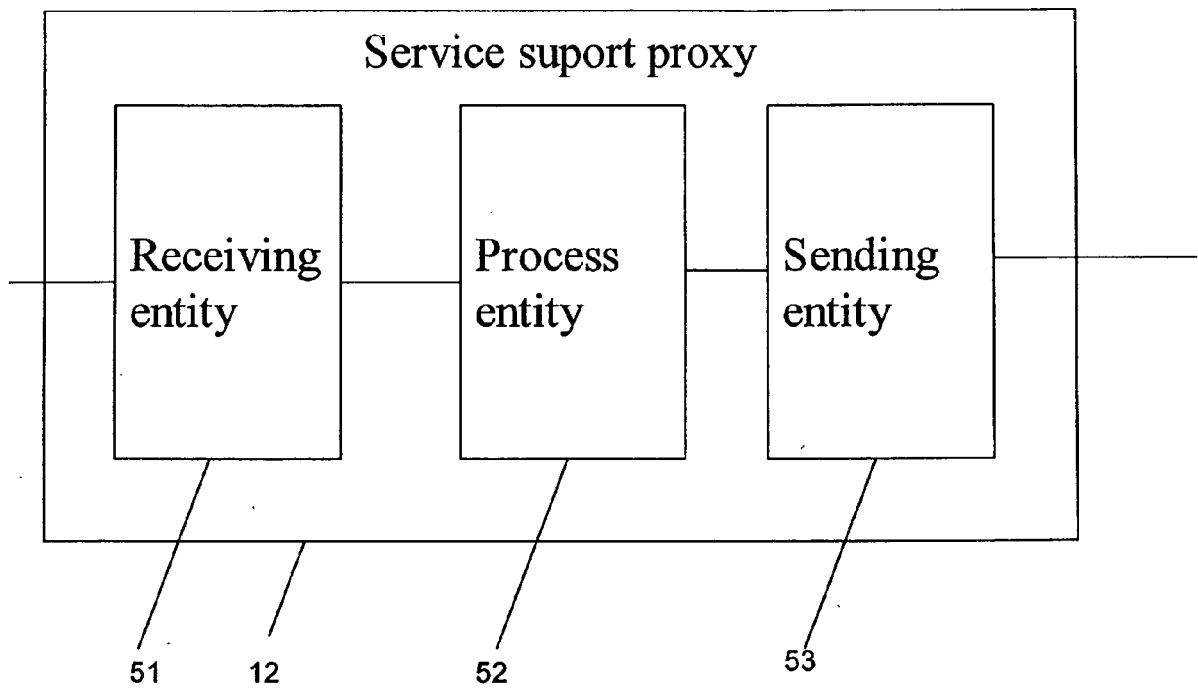 Service suport proxy
Receiving
entity
Process
entity
Sending
entity
51
12
52
53